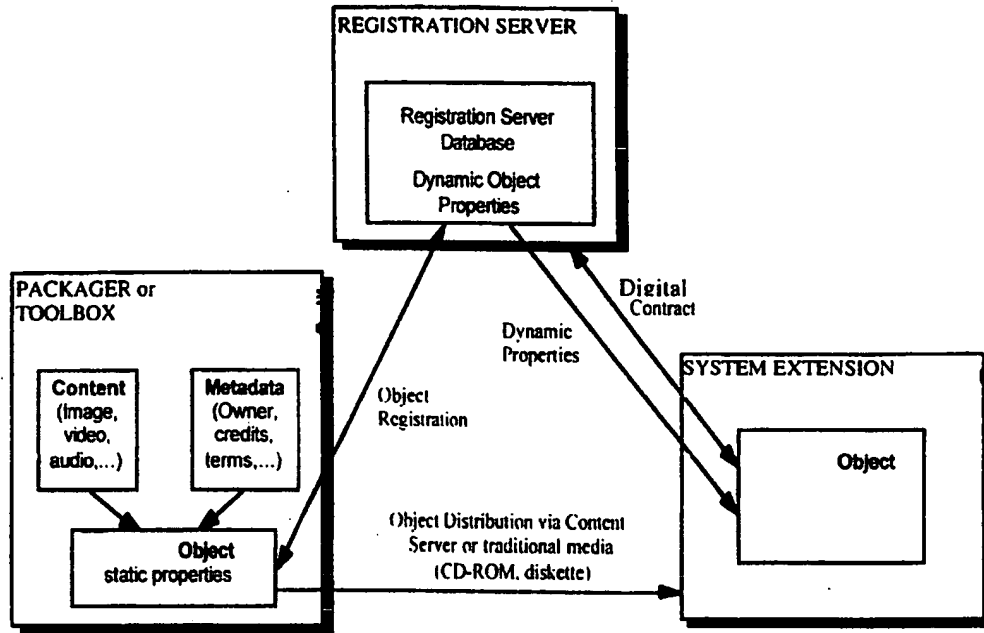 REGISTRATION SERVER
Registration Server
Database
Dynamic Object
Properties
PACKAGER or
TOOLBOX
Content
(Image,
video,
audio,...)
Metadata
(Owner,
credits,
terms,...)
Object
static properties
Object
Registration
Dynamic
Properties
Digital
Contract
SYSTEM EXTENSION
Object
Object Distribution via Content
Server or traditional media
(CD-ROM, diskette)